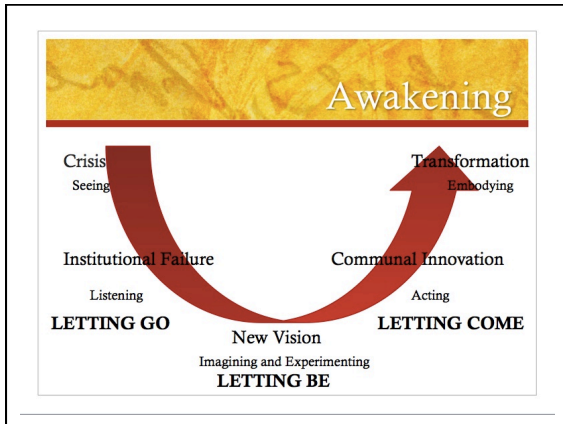 Awakening
Crisis
Seeing
Institutional Failure
Listening
LETTING GO
New Vision
Imagining and Experimenting
LETTING BE
Transformation
Embodying
Communal Innovation
Acting
LETTING COME